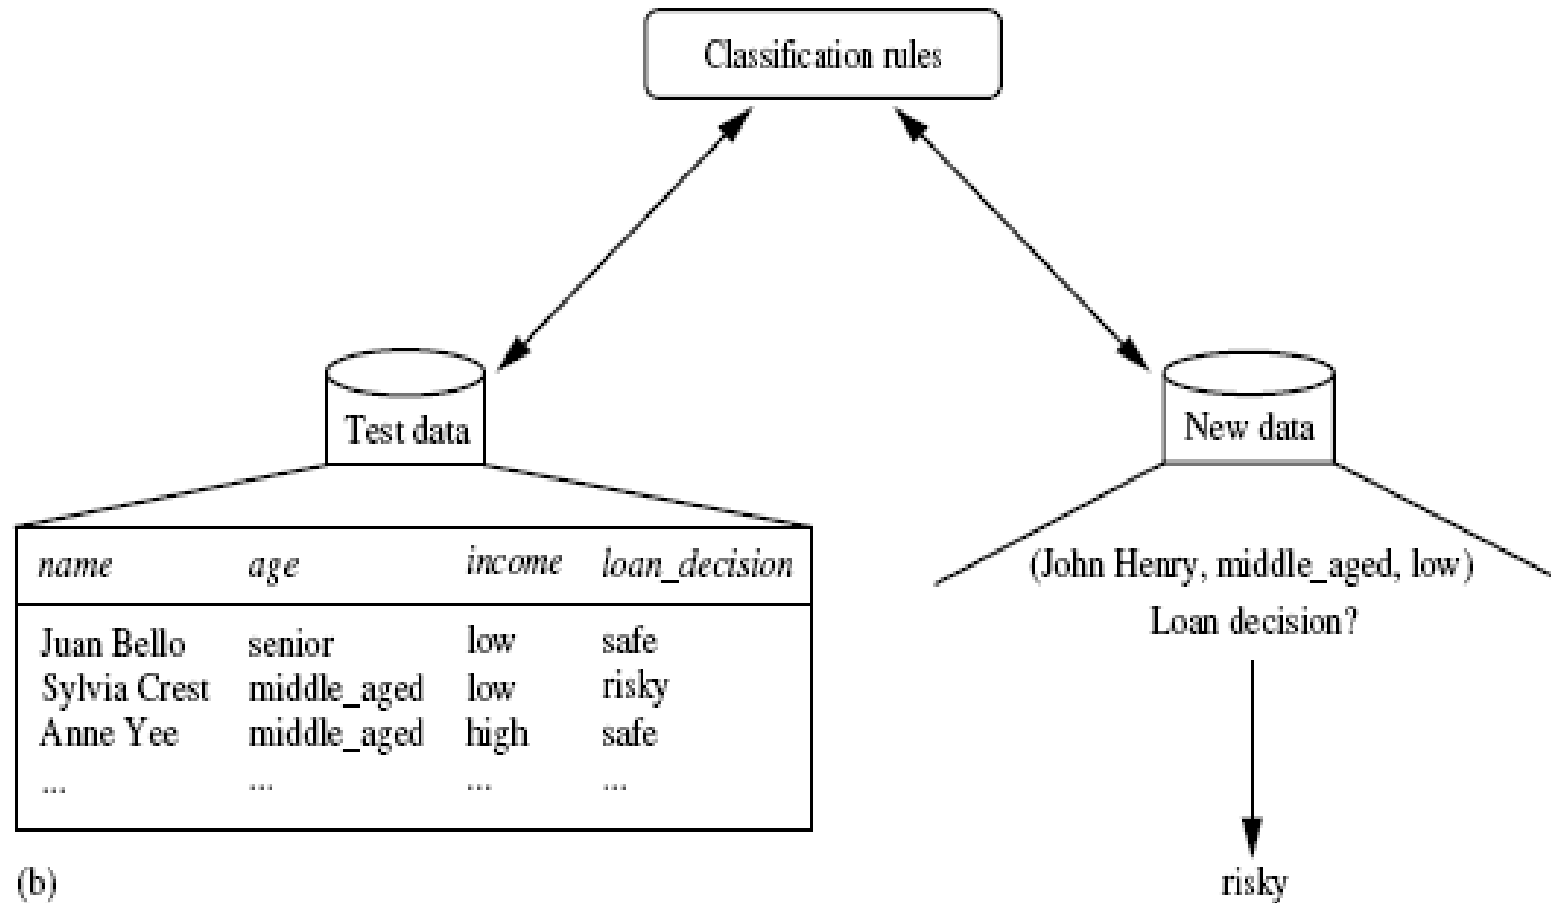 Classification rules
Test data
name age income loan_decision
Juan Bello senior low safe
Sylvia Crest middle_aged low risky
Anne Yee middle_aged high safe
... ... ... ...
New data
(John Henry, middle_aged, low)
Loan decision?
risky
(b)